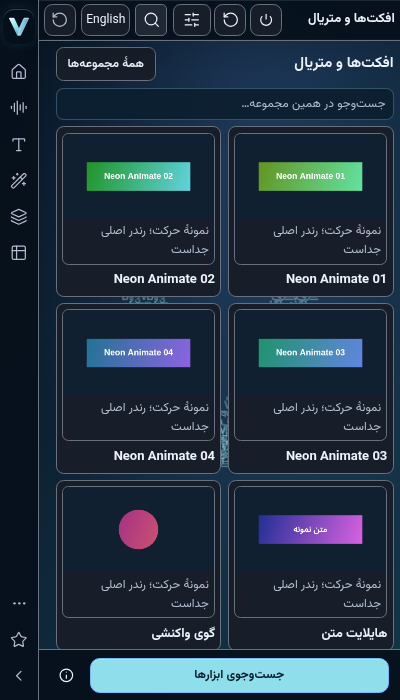 افکت‌ها و متریال
English
افکت‌ها و متریال
همهٔ مجموعه‌ها
جست‌وجو در همین مجموعه...
Neon Animate 01
نمونهٔ حرکت؛ رندر اصلی
جداست
Neon Animate 01
Neon Animate 02
نمونهٔ حرکت؛ رندر اصلی
جداست
Neon Animate 02
Neon Animate 03
نمونهٔ حرکت؛ رندر اصلی
جداست
Neon Animate 03
Neon Animate 04
نمونهٔ حرکت؛ رندر اصلی
جداست
Neon Animate 04
متن نمونه
نمونهٔ حرکت؛ رندر اصلی
جداست
هایلایت متن
نمونهٔ حرکت؛ رندر اصلی
جداست
گوی واکنشی
جست‌وجوی ابزارها